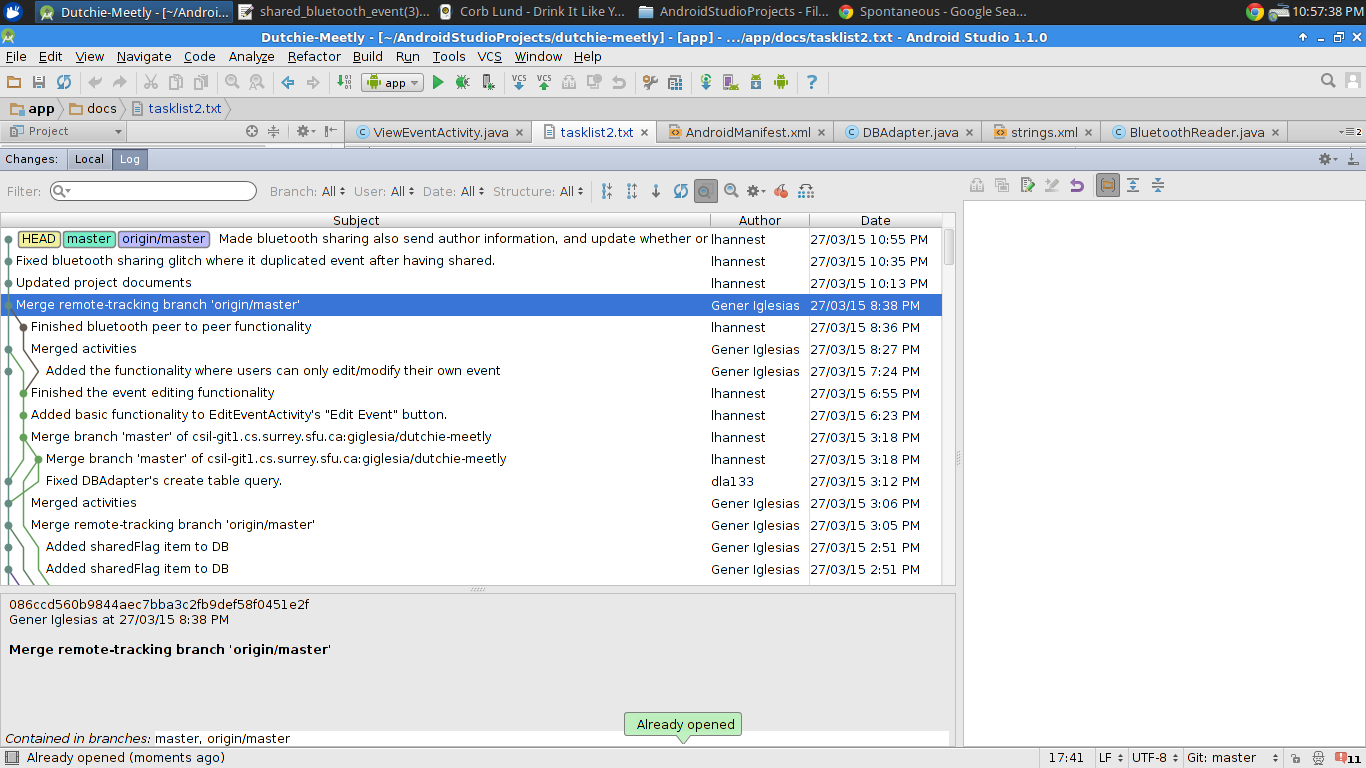 Dutchie-Meetly - [~/Androi...
shared_bluetooth_event(3)...
Corb Lund - Drink It Like Y...
AndroidStudioProjects - Fil...
Spontaneous - Google Sea...
10:57:38 PM
Dutchie-Meetly - [~/AndroidStudioProjects/dutchie-meetly] - [app] - .../app/docs/tasklist2.txt - Android Studio 1.1.0
File Edit View Navigate Code Analyze Refactor Build Run Tools VCS Window Help
app VCS VCS ?
app docs tasklist2.txt
Project ViewEventActivity.java tasklist2.txt AndroidManifest.xml DBAdapter.java strings.xml BluetoothReader.java 2
Changes: Local Log
Filter: Branch: All User: All Date: All Structure: All
Subject Author Date
HEAD master origin/master Made bluetooth sharing also send author information, and update whether or lhannest 27/03/15 10:55 PM
Fixed bluetooth sharing glitch where it duplicated event after having shared. lhannest 27/03/15 10:35 PM
Updated project documents lhannest 27/03/15 10:13 PM
Merge remote-tracking branch 'origin/master' Gener Iglesias 27/03/15 8:38 PM
Finished bluetooth peer to peer functionality lhannest 27/03/15 8:36 PM
Merged activities Gener Iglesias 27/03/15 8:27 PM
Added the functionality where users can only edit/modify their own event Gener Iglesias 27/03/15 7:24 PM
Finished the event editing functionality lhannest 27/03/15 6:55 PM
Added basic functionality to EditEventActivity's "Edit Event" button. lhannest 27/03/15 6:23 PM
Merge branch 'master' of csil-git1.cs.surrey.sfu.ca:giglesia/dutchie-meetly lhannest 27/03/15 3:18 PM
Merge branch 'master' of csil-git1.cs.surrey.sfu.ca:giglesia/dutchie-meetly lhannest 27/03/15 3:18 PM
Fixed DBAdapter's create table query. dla133 27/03/15 3:12 PM
Merged activities Gener Iglesias 27/03/15 3:06 PM
Merge remote-tracking branch 'origin/master' Gener Iglesias 27/03/15 3:05 PM
Added sharedFlag item to DB Gener Iglesias 27/03/15 2:51 PM
Added sharedFlag item to DB Gener Iglesias 27/03/15 2:51 PM
086ccd560b9844aec7bba3c2fb9def58f0451e2f
Gener Iglesias at 27/03/15 8:38 PM
Merge remote-tracking branch 'origin/master'
Already opened
Contained in branches: master, origin/master
Already opened (moments ago) 17:41 LF UTF-8 Git: master 11